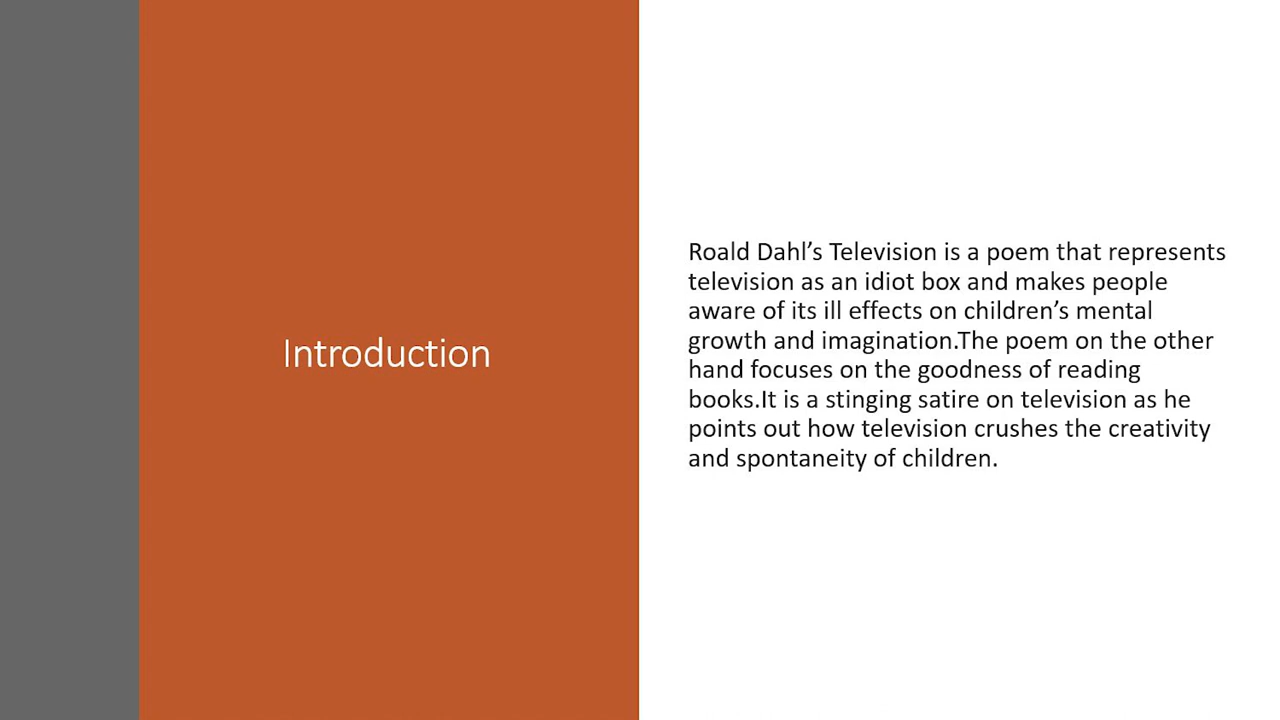 Introduction
Roald Dahl’s Television is a poem that represents
television as an idiot box and makes people
aware of its ill effects on children’s mental
growth and imagination.The poem on the other
hand focuses on the goodness of reading
books.It is a stinging satire on television as he
points out how television crushes the creativity
and spontaneity of children.